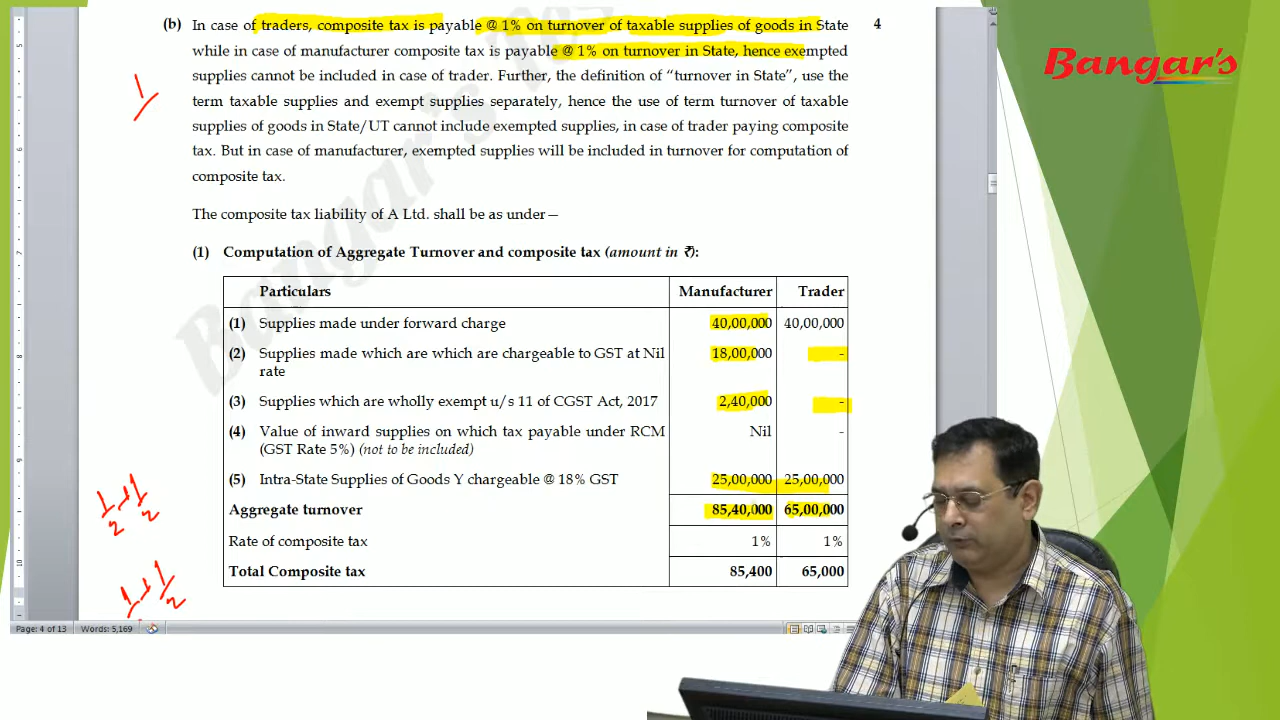 (b) In case of traders, composite tax is payable @ 1% on turnover of taxable supplies of goods in State 4
while in case of manufacturer composite tax is payable @ 1% on turnover in State, hence exempted
supplies cannot be included in case of trader. Further, the definition of "turnover in State", use the
term taxable supplies and exempt supplies separately, hence the use of term turnover of taxable
supplies of goods in State/UT cannot include exempted supplies, in case of trader paying composite
tax. But in case of manufacturer, exempted supplies will be included in turnover for computation of
composite tax.
The composite tax liability of A Ltd. shall be as under—
(1) Computation of Aggregate Turnover and composite tax (amount in ₹):
Particulars Manufacturer Trader
(1) Supplies made under forward charge 40,00,000 40,00,000
(2) Supplies made which are which are chargeable to GST at Nil 18,00,000 -
rate
(3) Supplies which are wholly exempt u/s 11 of CGST Act, 2017 2,40,000 -
(4) Value of inward supplies on which tax payable under RCM Nil -
(GST Rate 5%) (not to be included)
(5) Intra-State Supplies of Goods Y chargeable @ 18% GST 25,00,000 25,00,000
Aggregate turnover 85,40,000 65,00,000
Rate of composite tax 1% 1%
Total Composite tax 85,400 65,000
Bangar's
1
1/2 + 1/2
Page: 4 of 13 Words: 5,169